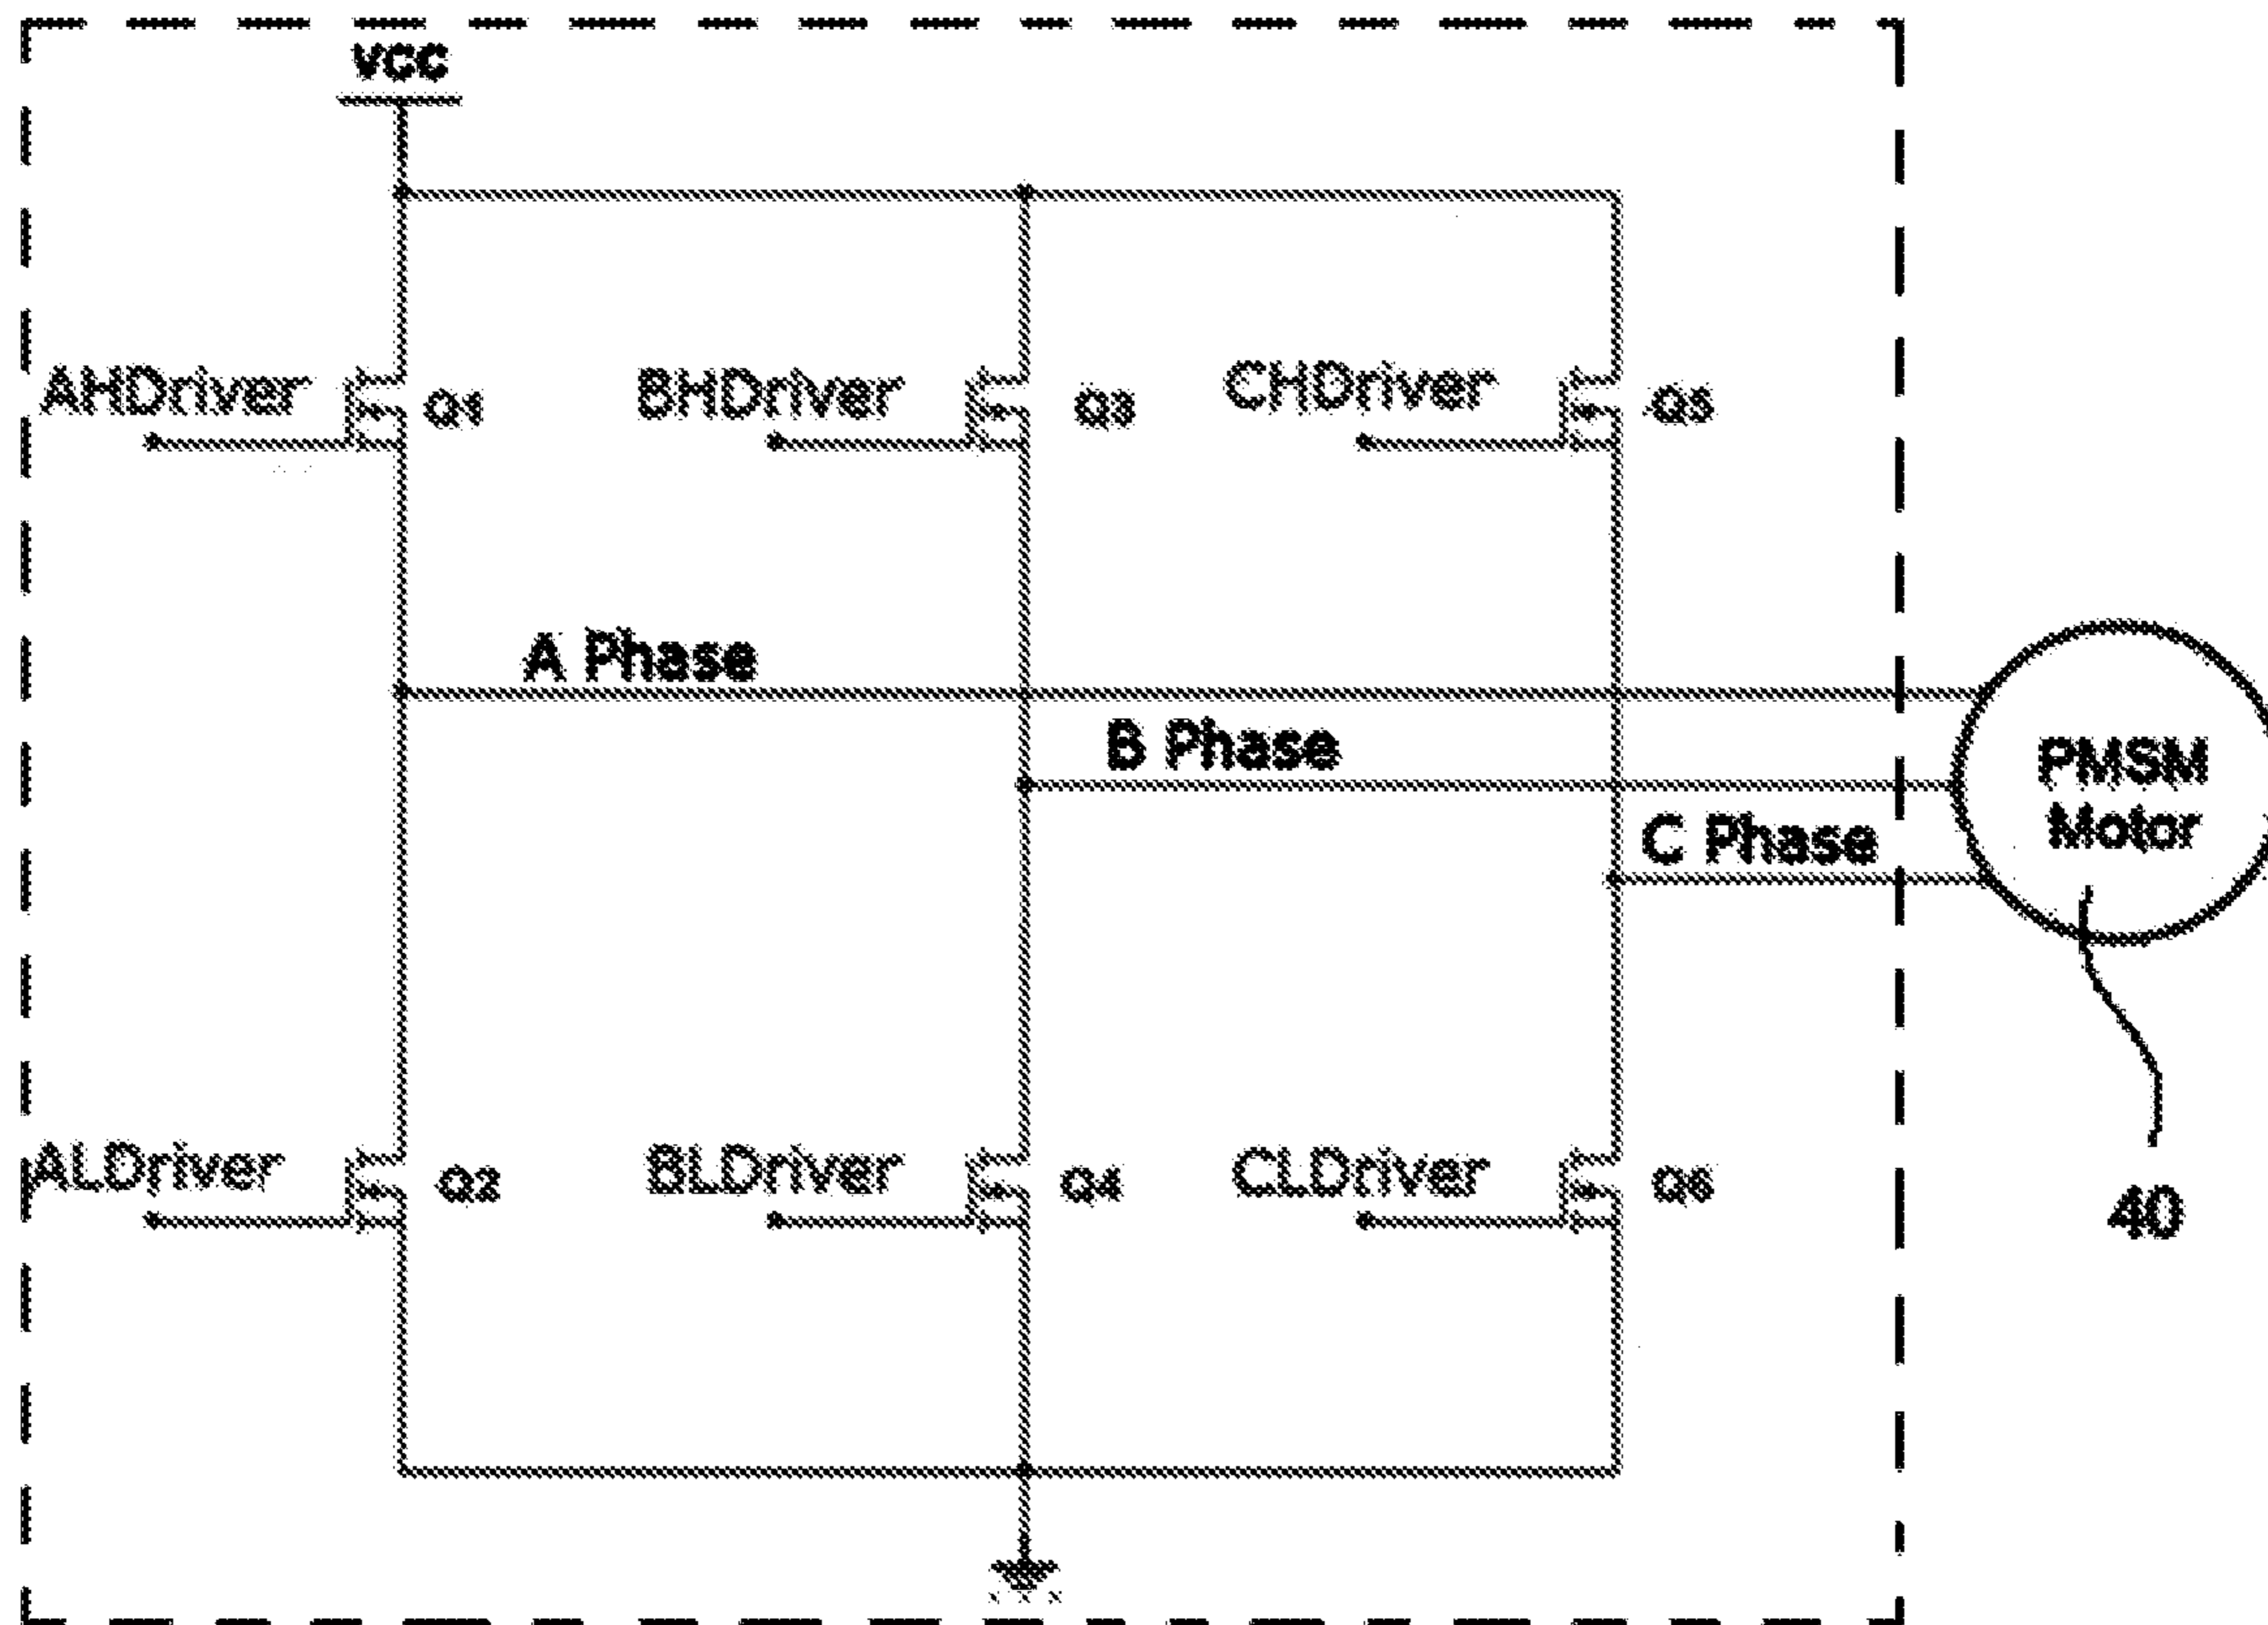 vcc
AHDriver
Q1
BHDriver
Q3
CHDriver
Q5
A Phase
B Phase
PMSM
Motor
C Phase
ALDriver
Q2
BLDriver
Q4
CLDriver
Q6
40